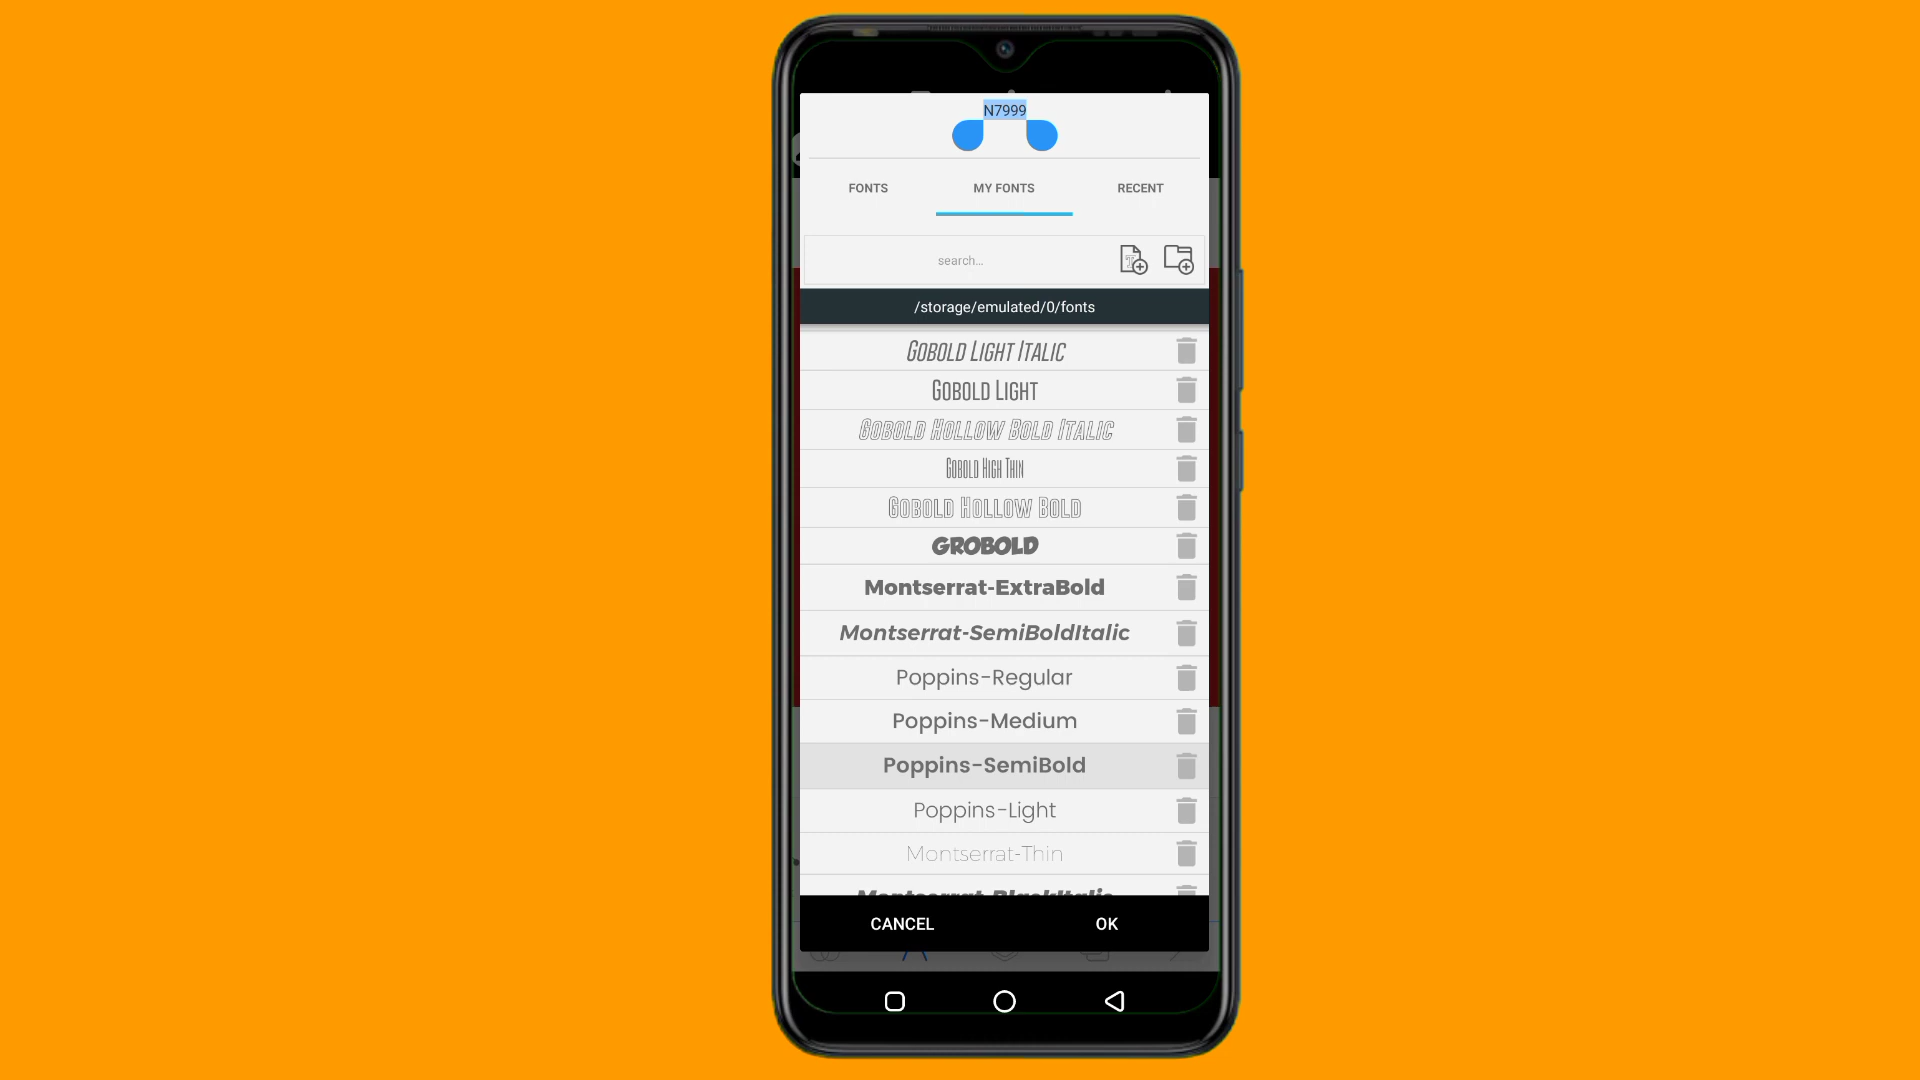 N7999
FONTS MY FONTS RECENT
search...
/storage/emulated/0/fonts
Gobold Light Italic
Gobold Light
Gobold Hollow Bold Italic
Gobold High Thin
Gobold Hollow Bold
GROBOLD
Montserrat-ExtraBold
Montserrat-SemiBoldItalic
Poppins-Regular
Poppins-Medium
Poppins-SemiBold
Poppins-Light
Montserrat-Thin
Montserrat-BlackItalic
CANCEL OK